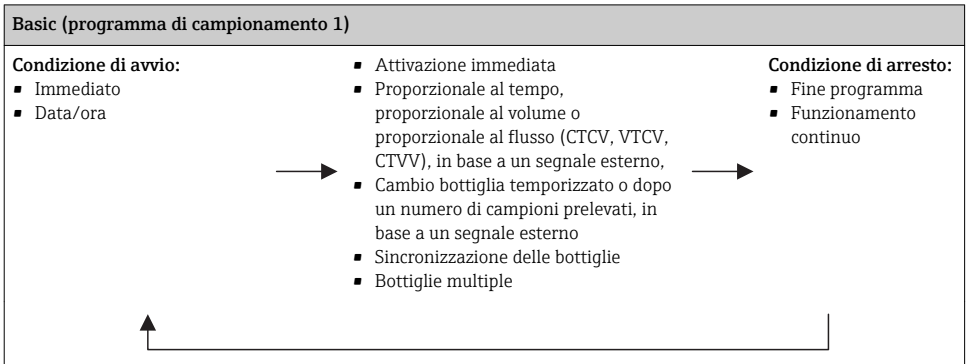 Basic (programma di campionamento 1)
Condizione di avvio:
▪ Immediato
▪ Data/ora
▪ Attivazione immediata
▪ Proporzionale al tempo,
proporzionale al volume o
proporzionale al flusso (CTCV, VTCV,
CTVV), in base a un segnale esterno,
▪ Cambio bottiglia temporizzato o dopo
un numero di campioni prelevati, in
base a un segnale esterno
▪ Sincronizzazione delle bottiglie
▪ Bottiglie multiple
Condizione di arresto:
▪ Fine programma
▪ Funzionamento
continuo